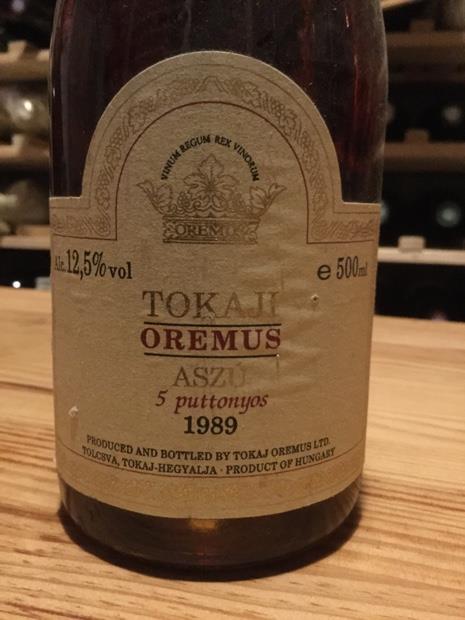 VINUM REGUM REX VINORUM
OREMUS
Alc. 12,5% vol
e 500ml
TOKAJI
OREMUS
ASZÚ
5 puttonyos
1989
PRODUCED AND BOTTLED BY TOKAJ OREMUS LTD.
TOLCSVA, TOKAJ-HEGYALJA · PRODUCT OF HUNGARY